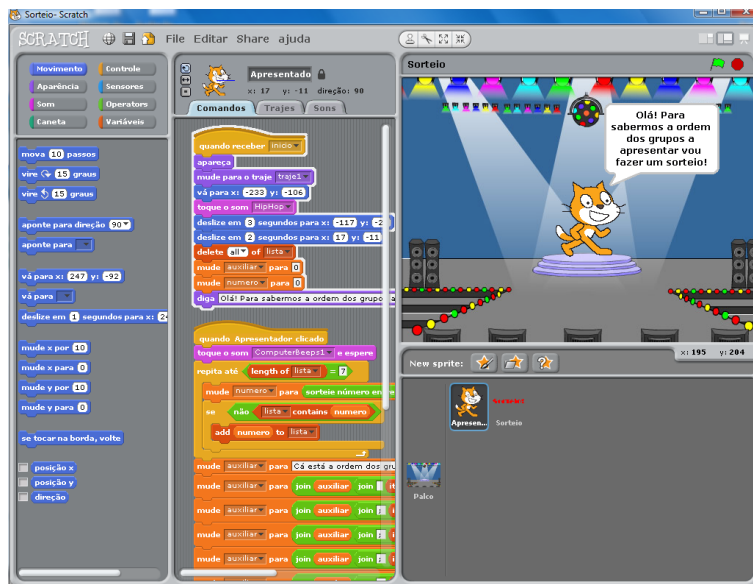 Sorteio- Scratch
SCRATCH File Editar Share ajuda
Movimento Controle
Aparência Sensores
Som Operators
Caneta Variáveis
mova 10 passos
vire 15 graus
vire 15 graus
aponte para direção 90
aponte para
vá para x: 247 y: -92
vá para
deslize em 1 segundos para x: 24
mude x por 10
mude x para 0
mude y por 10
mude y para 0
se tocar na borda, volte
posição x
posição y
direção
Apresentado
x: 17 y: -11 direção: 90
Comandos Trajes Sons
quando receber inicio
apareça
mude para o traje traje1
vá para x: -233 y: -106
toque o som HipHop
deslize em 3 segundos para x: -117 y: -2
deslize em 2 segundos para x: 17 y: -11
delete all of lista
mude auxiliar para 0
mude numero para 0
diga Olá! Para sabermos a ordem dos grupo a
quando Apresentador clicado
toque o som ComputerBeeps1 e espere
repita até length of lista = 7
mude numero para sorteie número entre
se não lista contains numero
add numero to lista
mude auxiliar para Cá está a ordem dos gru
mude auxiliar para join auxiliar join it
mude auxiliar para join auxiliar join ; i
mude auxiliar para join auxiliar join ; i
mude auxiliar para join auxiliar join ; i
Sorteio
Olá! Para
sabermos a ordem
dos grupos a
apresentar vou
fazer um sorteio!
x: 195 y: 204
New sprite:
Apresen...
Sorteio
Palco